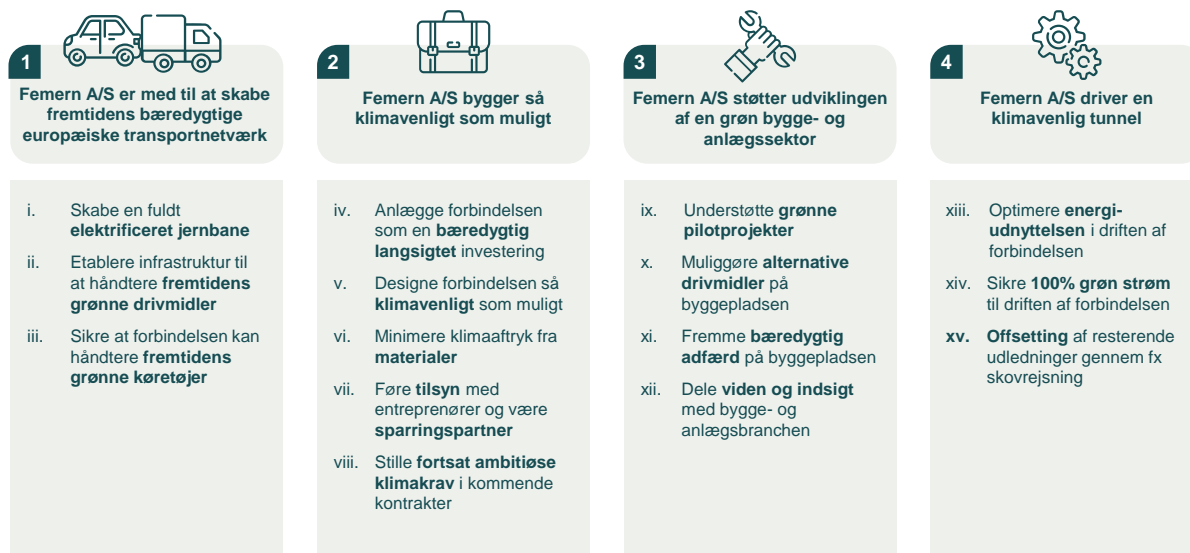 1
Femern A/S er med til at skabe
fremtidens bæredygtige
europæiske transportnetværk
i. Skabe en fuldt
elektrificeret jernbane
ii. Etablere infrastruktur til
at håndtere fremtidens
grønne drivmidler
iii. Sikre at forbindelsen kan
håndtere fremtidens
grønne køretøjer
2
Femern A/S bygger så
klimavenligt som muligt
iv. Anlægge forbindelsen
som en bæredygtig
langsigtet investering
v. Designe forbindelsen så
klimavenligt som muligt
vi. Minimere klimaaftryk fra
materialer
vii. Føre tilsyn med
entreprenører og være
sparringspartner
viii. Stille fortsat ambitiøse
klimakrav i kommende
kontrakter
3
Femern A/S støtter udviklingen
af en grøn bygge- og
anlægssektor
ix. Understøtte grønne
pilotprojekter
x. Muliggøre alternative
drivmidler på
byggepladsen
xi. Fremme bæredygtig
adfærd på byggepladsen
xii. Dele viden og indsigt
med bygge- og
anlægsbranchen
4
Femern A/S driver en
klimavenlig tunnel
xiii. Optimere energi-
udnyttelsen i driften af
forbindelsen
xiv. Sikre 100% grøn strøm
til driften af forbindelsen
xv. Offsetting af resterende
udledninger gennem fx
skovrejsning